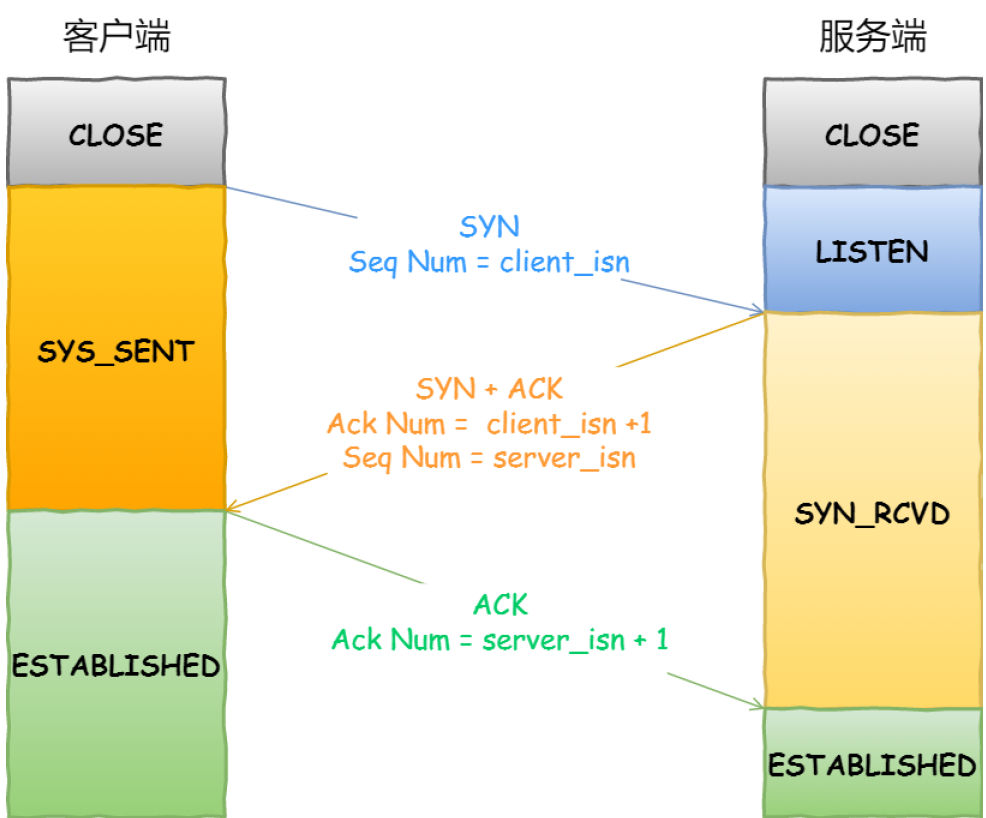 客户端
服务端
CLOSE
CLOSE
SYN
Seq Num = client_isn
LISTEN
SYS_SENT
SYN + ACK
Ack Num = client_isn +1
Seq Num = server_isn
SYN_RCVD
ACK
Ack Num = server_isn + 1
ESTABLISHED
ESTABLISHED